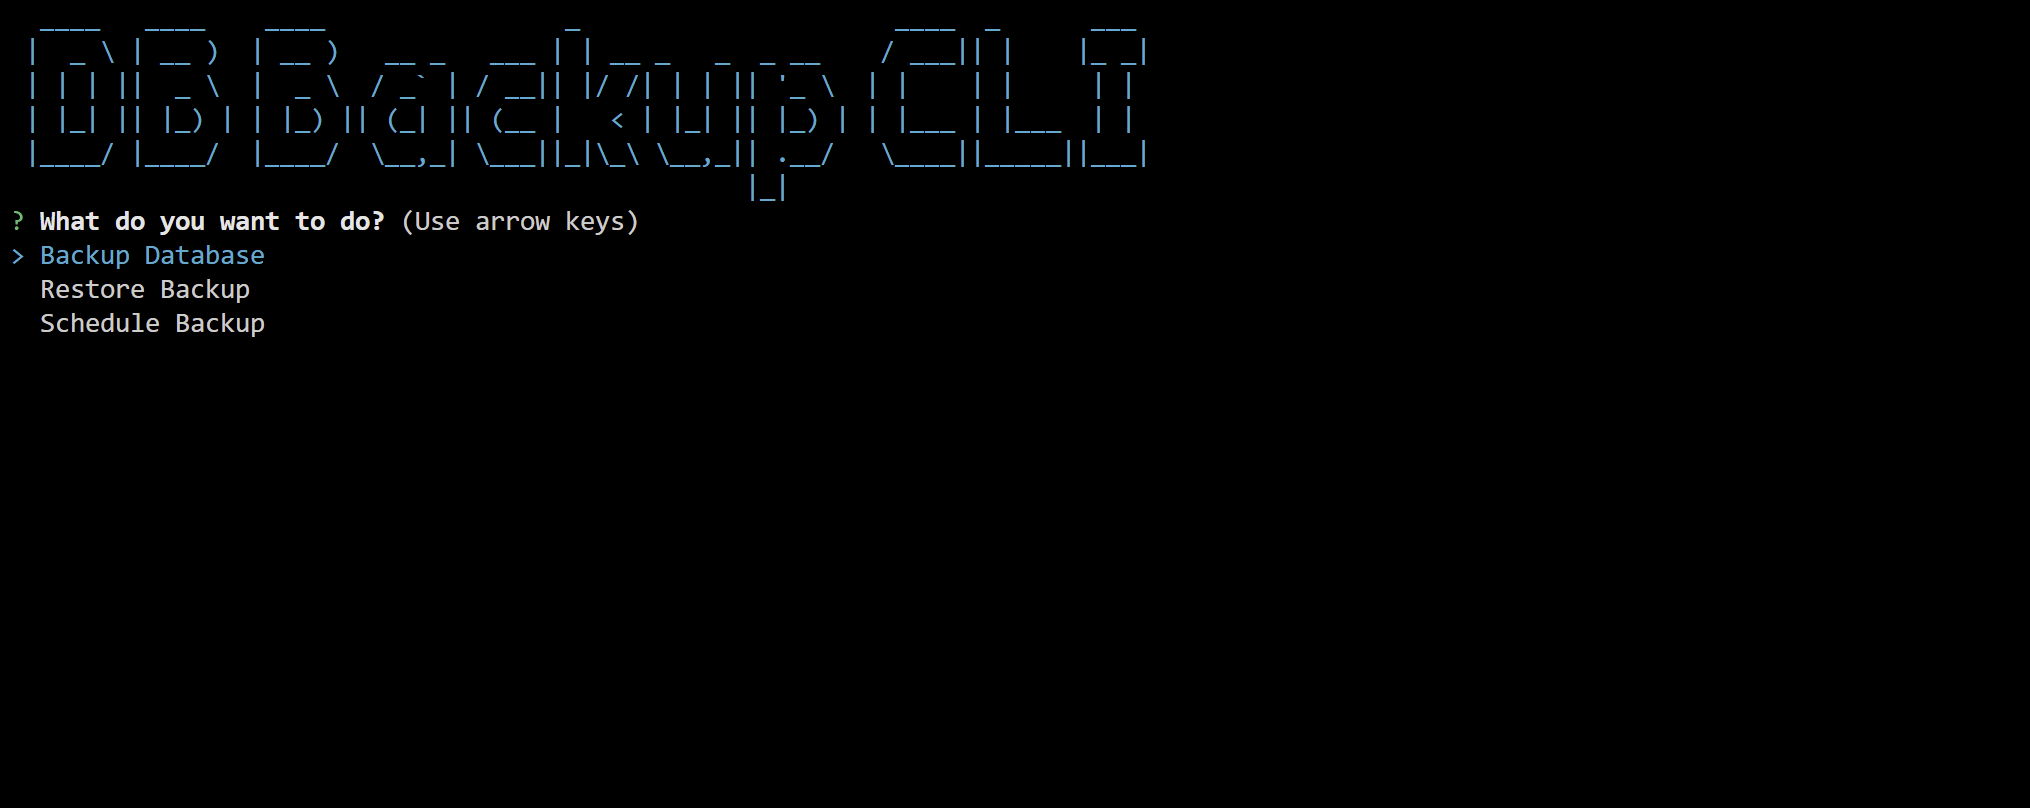 DB Backup CLI
? What do you want to do? (Use arrow keys)
> Backup Database
Restore Backup
Schedule Backup